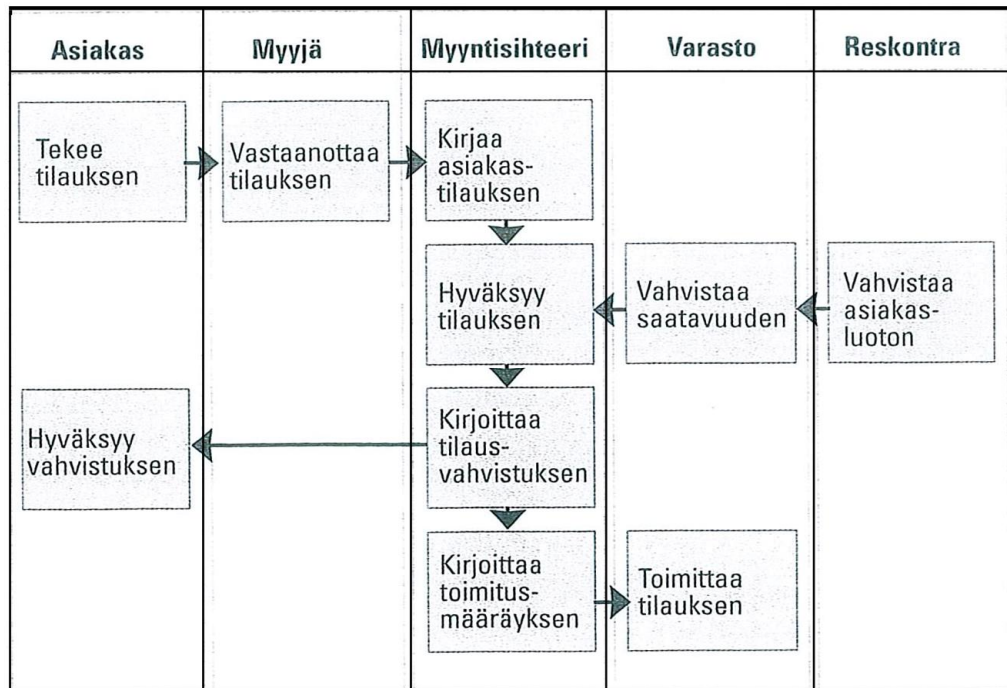 Asiakas
Myyjä
Myyntisihteeri
Varasto
Reskontra
Tekee
tilauksen
Vastaanottaa
tilauksen
Kirjaa
asiakas-
tilauksen
Hyväksyy
tilauksen
Vahvistaa
saatavuuden
Vahvistaa
asiakas-
luoton
Hyväksyy
vahvistuksen
Kirjoittaa
tilaus-
vahvistuksen
Kirjoittaa
toimitus-
määräyksen
Toimittaa
tilauksen